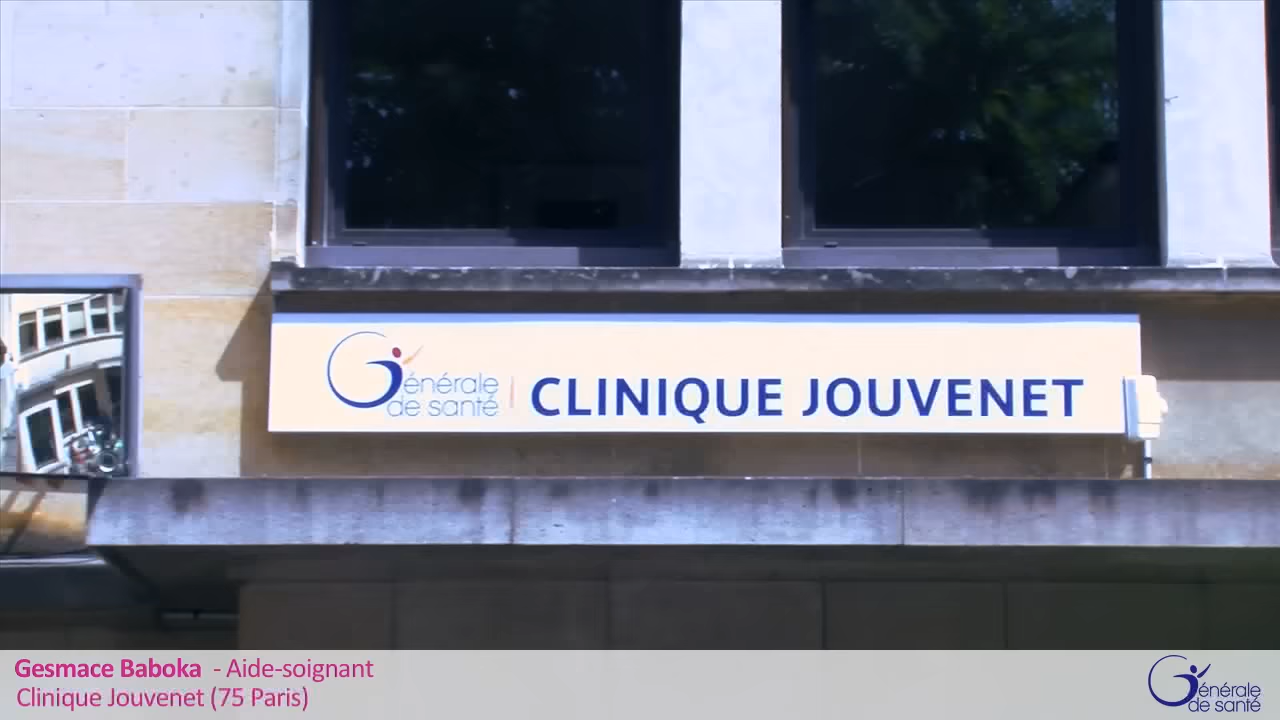 Générale
de santé
CLINIQUE JOUVENET
Gesmace Baboka - Aide-soignant
Clinique Jouvenet (75 Paris)
Générale
de santé